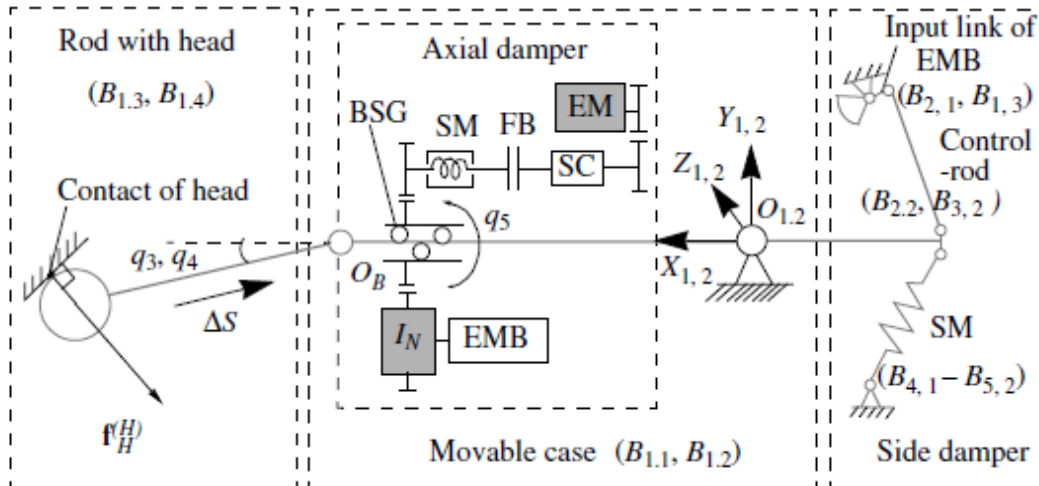 Rod with head
(B1.3, B1.4)
Contact of head
q3, q4
ΔS
f_H^(H)
Axial damper
BSG
SM
FB
EM
SC
q5
O_B
I_N
EMB
Y1, 2
Z1, 2
O1.2
X1, 2
Movable case (B1.1, B1.2)
Input link of
EMB
(B2, 1, B1, 3)
Control
-rod
(B2.2, B3, 2 )
SM
(B4, 1 – B5, 2)
Side damper